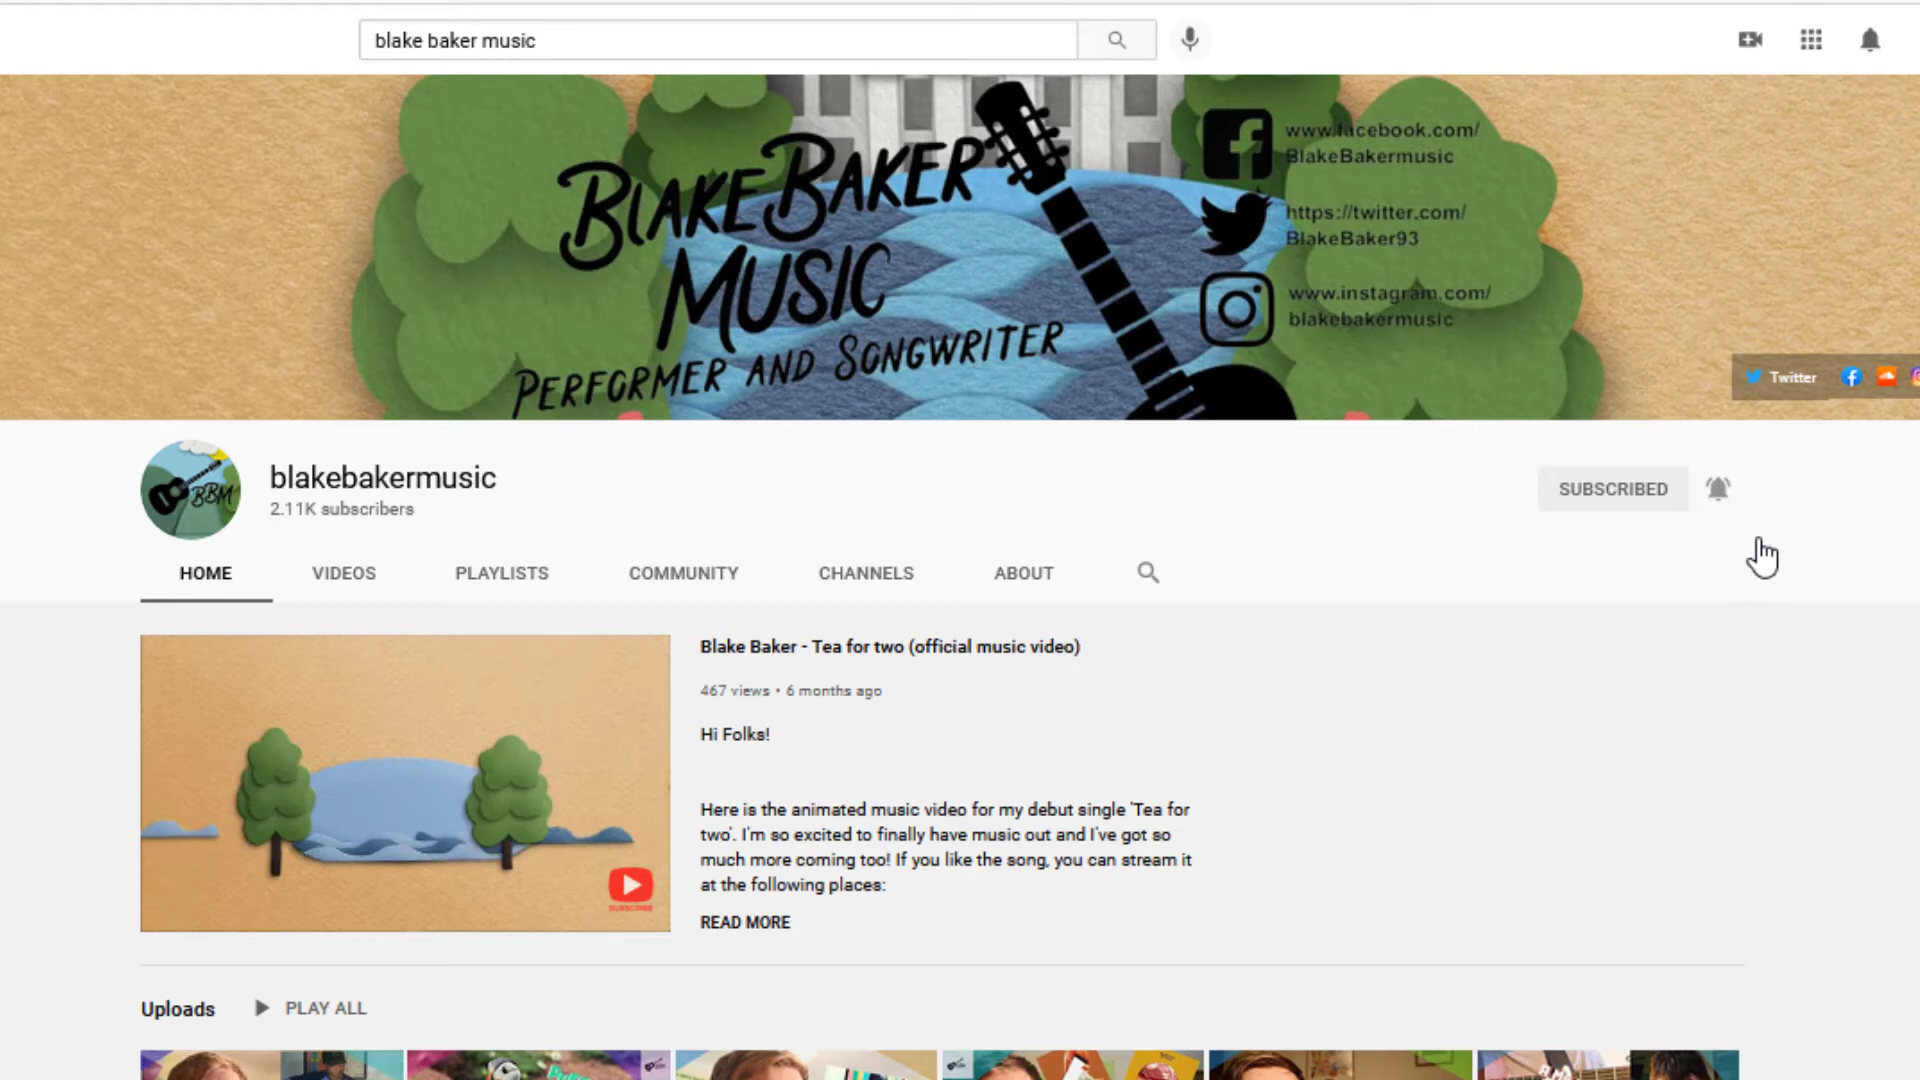 blake baker music
BLAKE BAKER
MUSIC
PERFORMER AND SONGWRITER
www.facebook.com/
BlakeBakermusic
https://twitter.com/
BlakeBaker93
www.instagram.com/
blakebakermusic
Twitter
BBM
blakebakermusic
2.11K subscribers
SUBSCRIBED
HOME
VIDEOS
PLAYLISTS
COMMUNITY
CHANNELS
ABOUT
Blake Baker - Tea for two (official music video)
467 views • 6 months ago
Hi Folks!
Here is the animated music video for my debut single 'Tea for
two'. I'm so excited to finally have music out and I've got so
much more coming too! If you like the song, you can stream it
at the following places:
READ MORE
SUBSCRIBE
Uploads
PLAY ALL